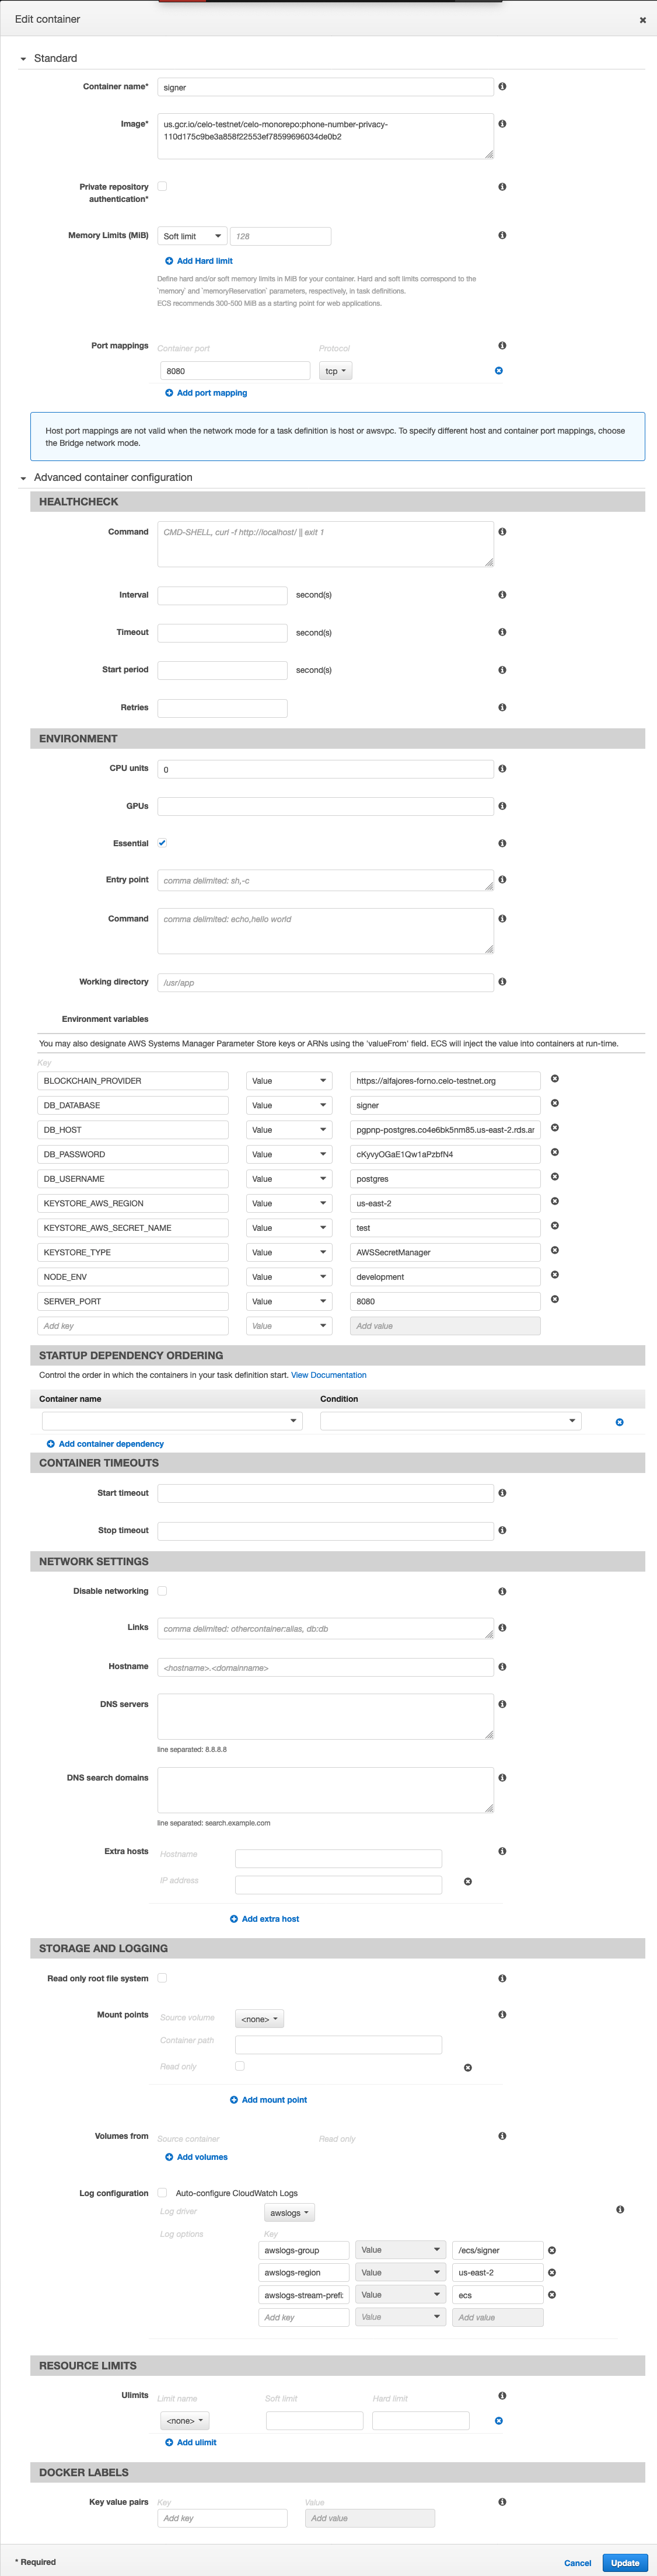 Edit container
Standard
Container name* signer
Image* us.gcr.io/celo-testnet/celo-monorepo:phone-number-privacy-
110d175c9be3a858f22553ef78599696034de0b2
Private repository
authentication*
Memory Limits (MiB) Soft limit 128
Add Hard limit
Define hard and/or soft memory limits in MiB for your container. Hard and soft limits correspond to the
`memory` and `memoryReservation` parameters, respectively, in task definitions.
ECS recommends 300-500 MiB as a starting point for web applications.
Port mappings Container port Protocol
8080 tcp
Add port mapping
Host port mappings are not valid when the network mode for a task definition is host or awsvpc. To specify different host and container port mappings, choose
the Bridge network mode.
Advanced container configuration
HEALTHCHECK
Command CMD-SHELL, curl -f http://localhost/ || exit 1
Interval second(s)
Timeout second(s)
Start period second(s)
Retries
ENVIRONMENT
CPU units 0
GPUs
Essential
Entry point comma delimited: sh,-c
Command comma delimited: echo,hello world
Working directory /usr/app
Environment variables
You may also designate AWS Systems Manager Parameter Store keys or ARNs using the 'valueFrom' field. ECS will inject the value into containers at run-time.
Key
BLOCKCHAIN_PROVIDER Value https://alfajores-forno.celo-testnet.org
DB_DATABASE Value signer
DB_HOST Value pgpnp-postgres.co4e6bk5nm85.us-east-2.rds.ar
DB_PASSWORD Value cKyvyOGaE1Qw1aPzbfN4
DB_USERNAME Value postgres
KEYSTORE_AWS_REGION Value us-east-2
KEYSTORE_AWS_SECRET_NAME Value test
KEYSTORE_TYPE Value AWSSecretManager
NODE_ENV Value development
SERVER_PORT Value 8080
Add key Value Add value
STARTUP DEPENDENCY ORDERING
Control the order in which the containers in your task definition start. View Documentation
Container name Condition
Add container dependency
CONTAINER TIMEOUTS
Start timeout
Stop timeout
NETWORK SETTINGS
Disable networking
Links comma delimited: othercontainer:alias, db:db
Hostname <hostname>.<domainname>
DNS servers
line separated: 8.8.8.8
DNS search domains
line separated: search.example.com
Extra hosts Hostname
IP address
Add extra host
STORAGE AND LOGGING
Read only root file system
Mount points Source volume <none>
Container path
Read only
Add mount point
Volumes from Source container Read only
Add volumes
Log configuration Auto-configure CloudWatch Logs
Log driver awslogs
Log options Key
awslogs-group Value /ecs/signer
awslogs-region Value us-east-2
awslogs-stream-prefi Value ecs
Add key Value Add value
RESOURCE LIMITS
Ulimits Limit name Soft limit Hard limit
<none>
Add ulimit
DOCKER LABELS
Key value pairs Key Value
Add key Add value
* Required Cancel Update